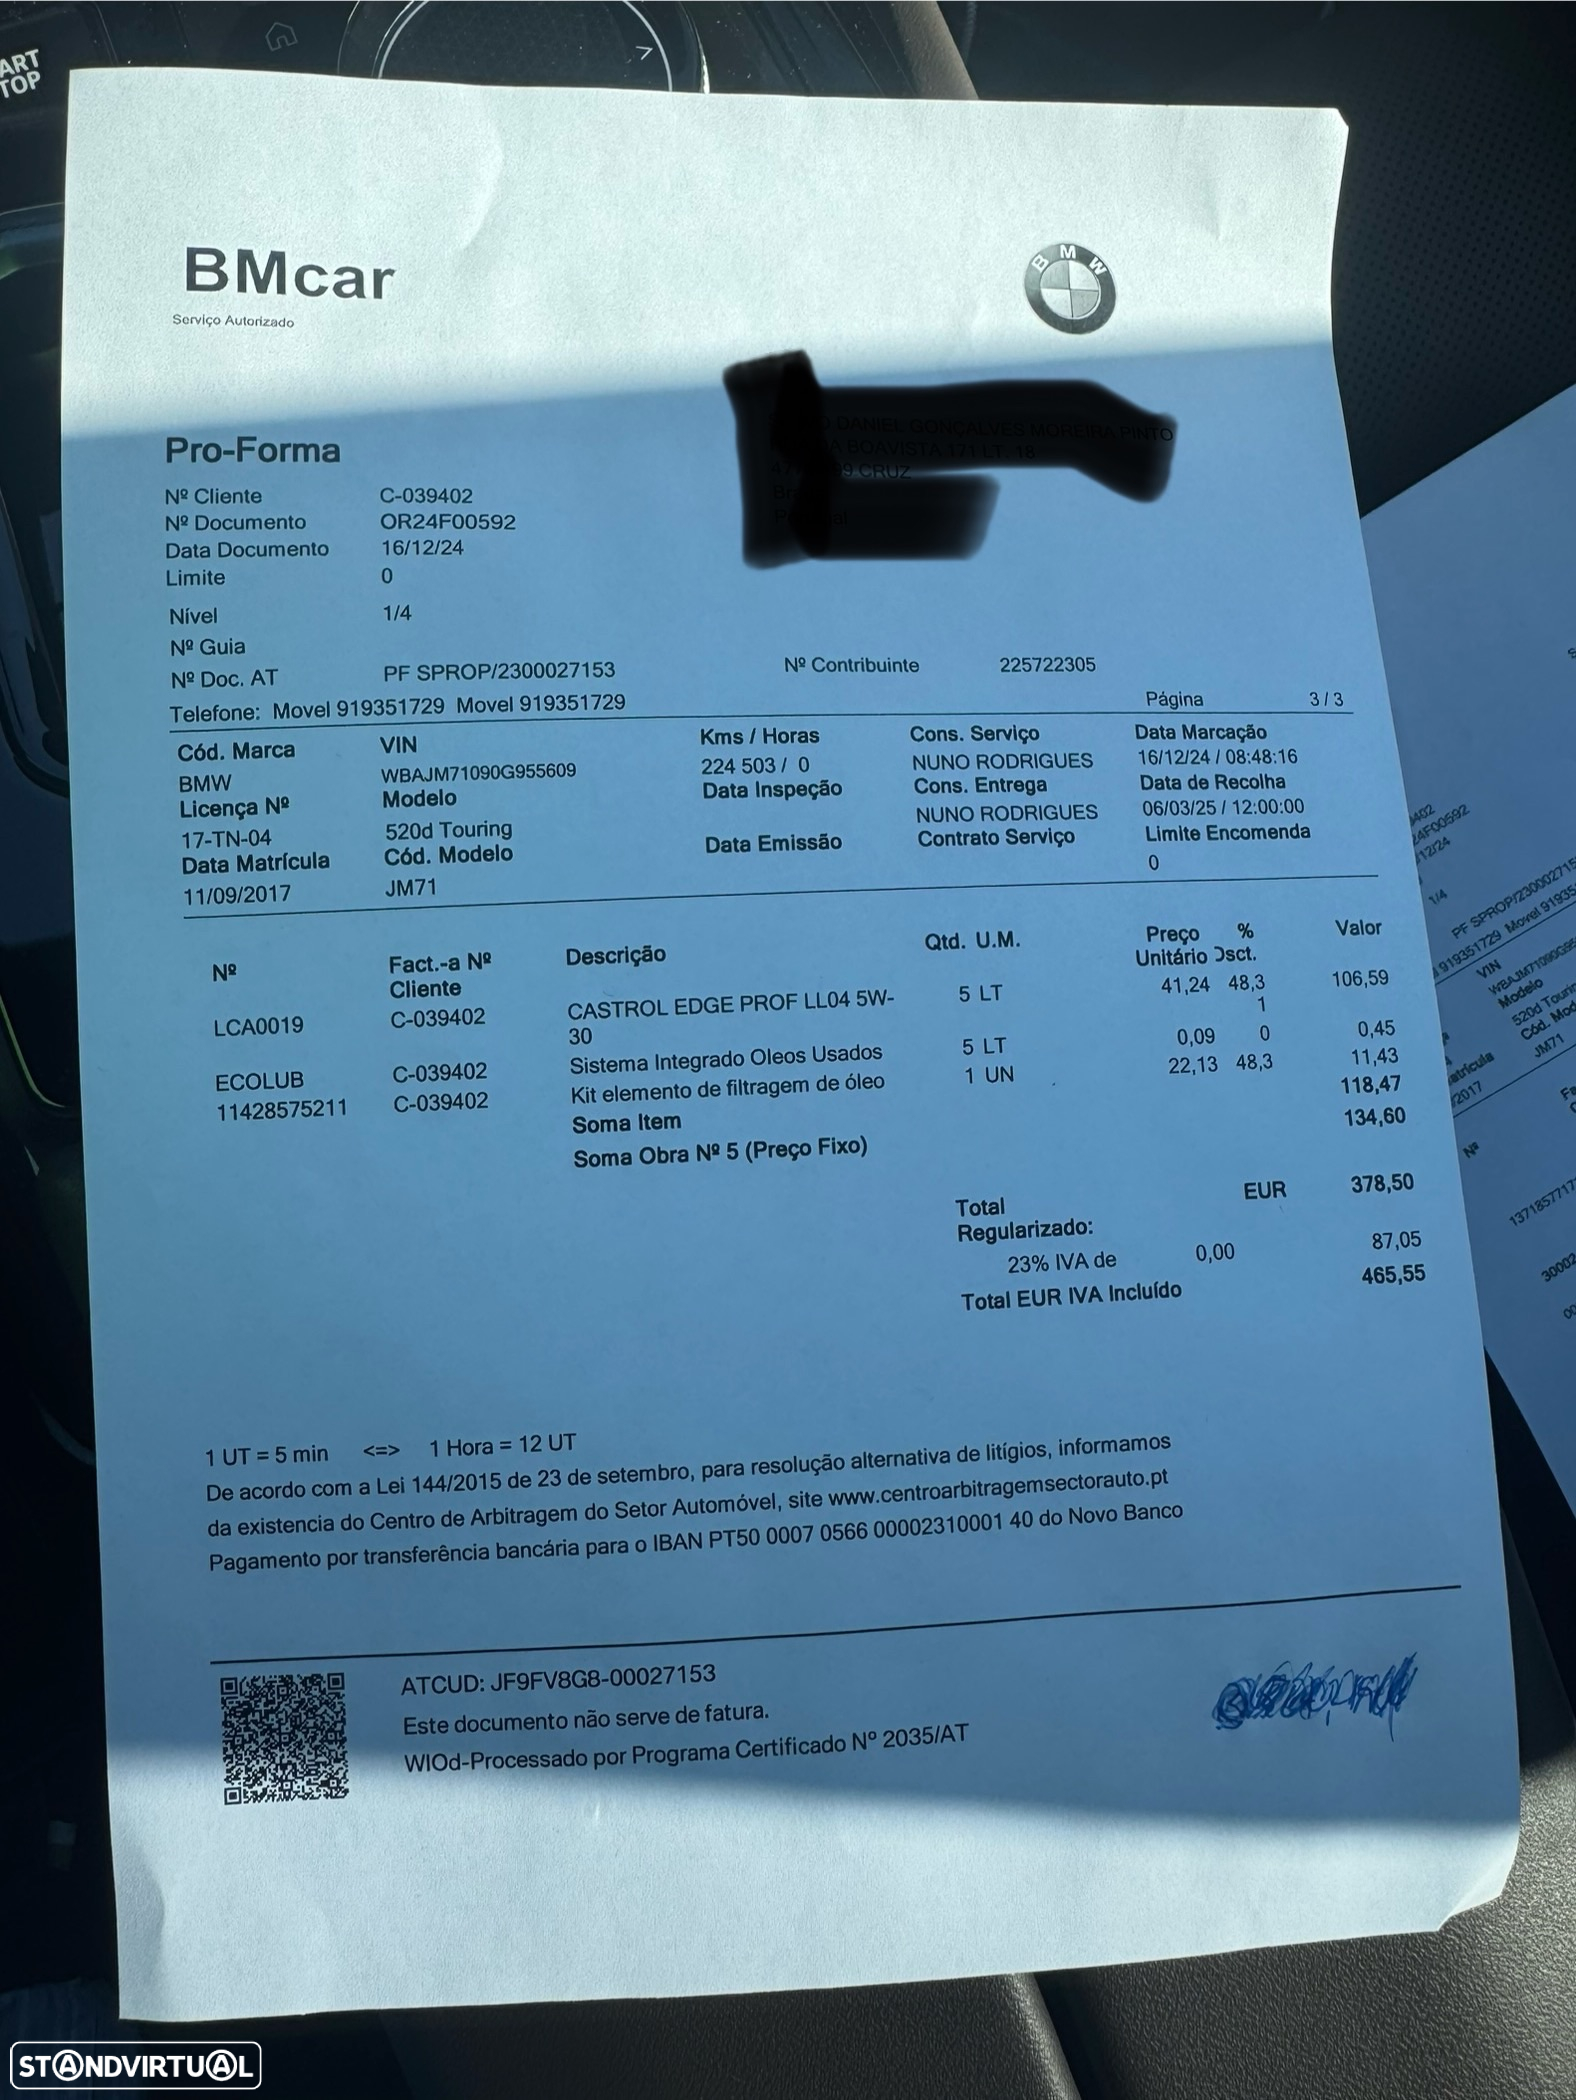 ART
TOP
BMcar
Serviço Autorizado
BMW
Pro-Forma
Nº Cliente C-039402
Nº Documento OR24F00592
Data Documento 16/12/24
Limite 0
Nível 1/4
Nº Guia
Nº Doc. AT PF SPROP/2300027153 Nº Contribuinte 225722305
Telefone: Movel 919351729 Movel 919351729
Página 3 / 3
Cód. Marca VIN Kms / Horas Cons. Serviço Data Marcação
BMW WBAJM71090G955609 224 503 / 0 NUNO RODRIGUES 16/12/24 / 08:48:16
Licença Nº Modelo Data Inspeção Cons. Entrega Data de Recolha
17-TN-04 520d Touring NUNO RODRIGUES 06/03/25 / 12:00:00
Data Matrícula Cód. Modelo Data Emissão Contrato Serviço Limite Encomenda
11/09/2017 JM71 0
Nº Fact.-a Nº Descrição Qtd. U.M. Preço % Valor
Cliente Unitário Dsct.
LCA0019 C-039402 CASTROL EDGE PROF LL04 5W- 5 LT 41,24 48,3 106,59
30 1
ECOLUB C-039402 Sistema Integrado Oleos Usados 5 LT 0,09 0 0,45
11428575211 C-039402 Kit elemento de filtragem de óleo 1 UN 22,13 48,3 11,43
Soma Item 118,47
Soma Obra Nº 5 (Preço Fixo) 134,60
Total EUR 378,50
Regularizado:
23% IVA de 0,00 87,05
Total EUR IVA Incluído 465,55
1 UT = 5 min <=> 1 Hora = 12 UT
De acordo com a Lei 144/2015 de 23 de setembro, para resolução alternativa de litígios, informamos
da existencia do Centro de Arbitragem do Setor Automóvel, site www.centroarbitragemsectorauto.pt
Pagamento por transferência bancária para o IBAN PT50 0007 0566 00002310001 40 do Novo Banco
ATCUD: JF9FV8G8-00027153
Este documento não serve de fatura.
WIOd-Processado por Programa Certificado Nº 2035/AT
STANDVIRTUAL